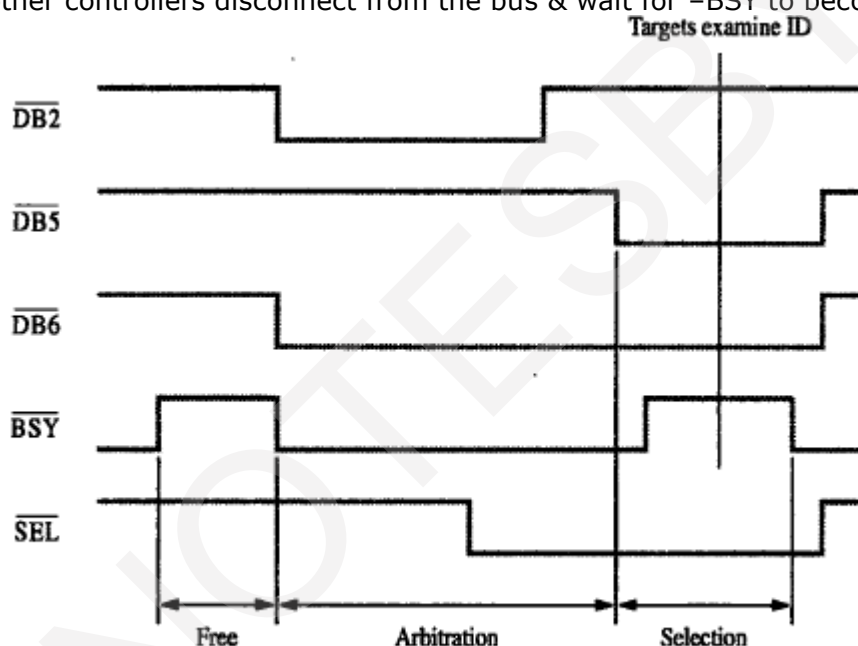 other controllers disconnect from the bus & wait for –BSY to
Targets examine ID
DB2
DB5
DB6
BSY
SEL
Free Arbitration Selection
NOTESB